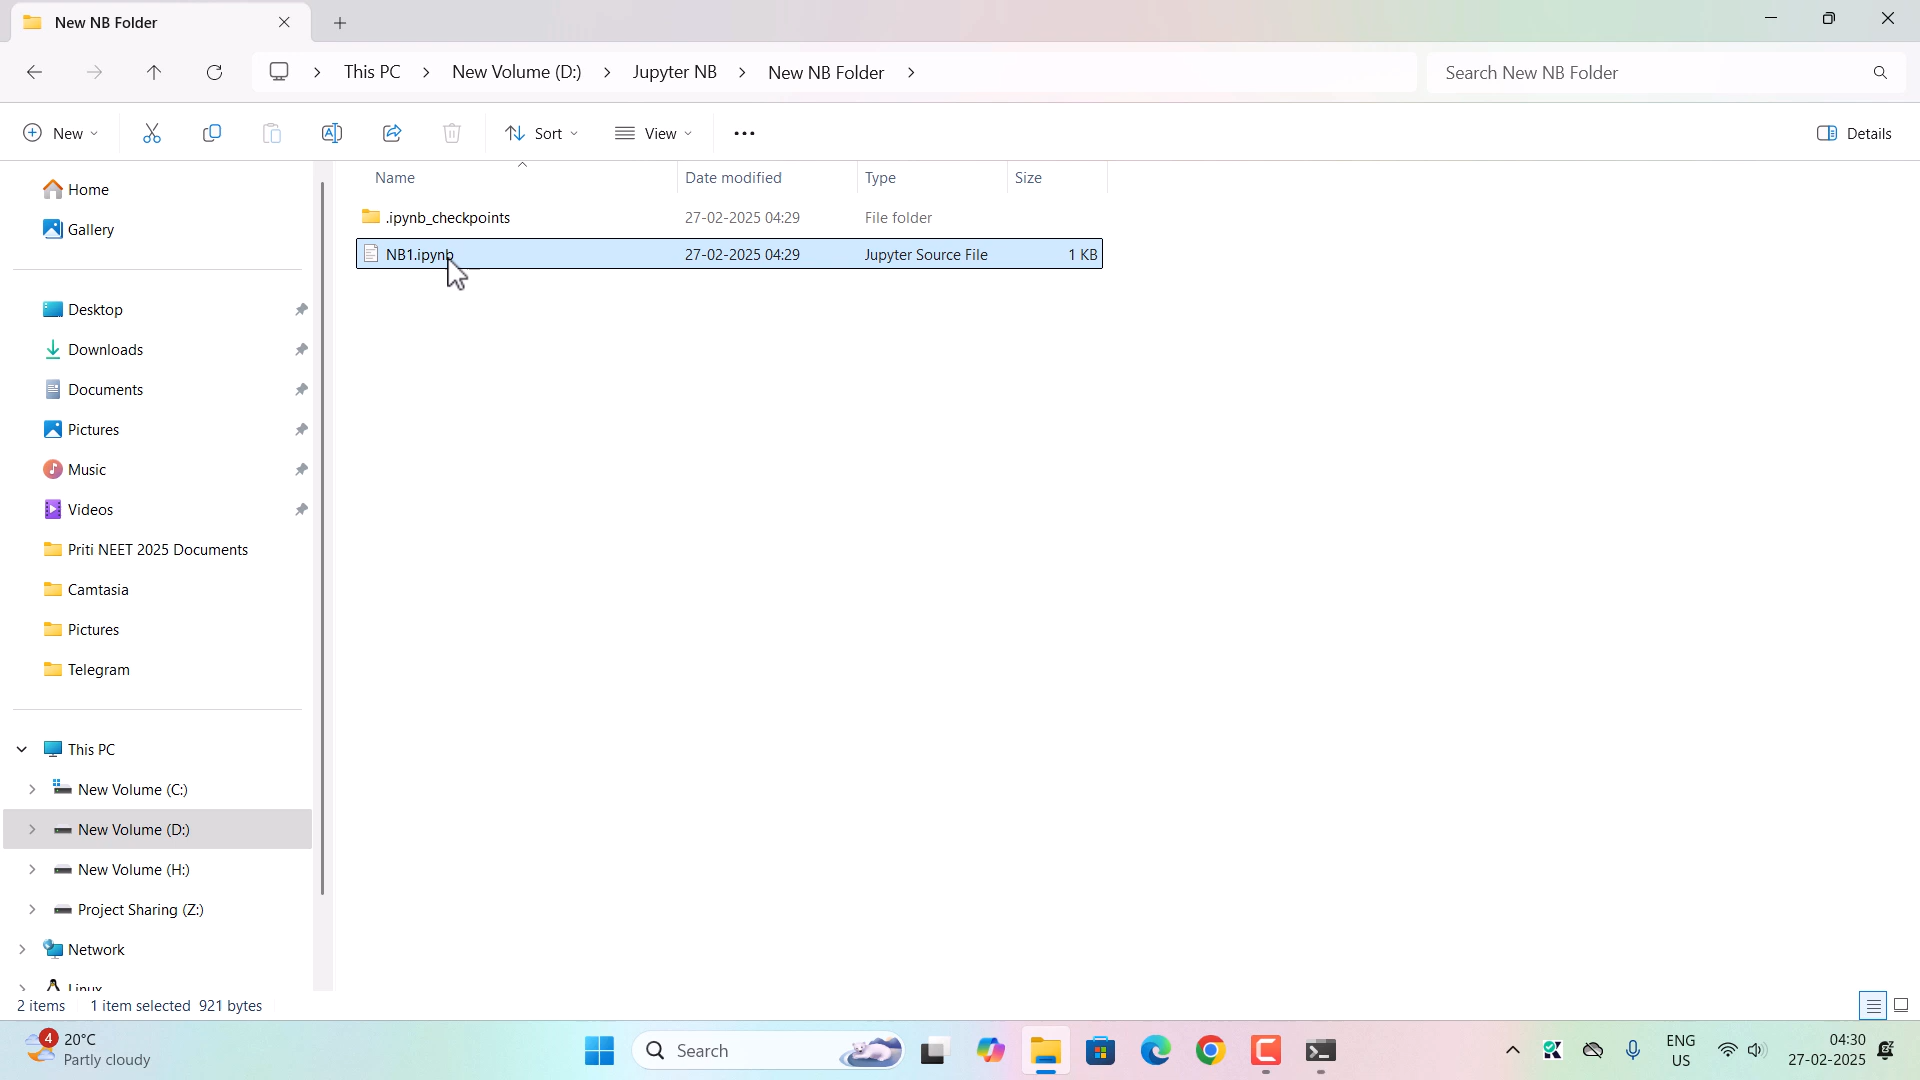 New NB Folder
This PC
New Volume (D:)
Jupyter NB
New NB Folder
Search New NB Folder
New
Sort
View
Details
Name
Date modified
Type
Size
.ipynb_checkpoints
27-02-2025 04:29
File folder
NB1.ipynb
27-02-2025 04:29
Jupyter Source File
1 KB
Home
Gallery
Desktop
Downloads
Documents
Pictures
Music
Videos
Priti NEET 2025 Documents
Camtasia
Pictures
Telegram
This PC
New Volume (C:)
New Volume (D:)
New Volume (H:)
Project Sharing (Z:)
Network
Linux
2 items
1 item selected 921 bytes
4
20°C
Partly cloudy
Search
ENG
US
04:30
27-02-2025